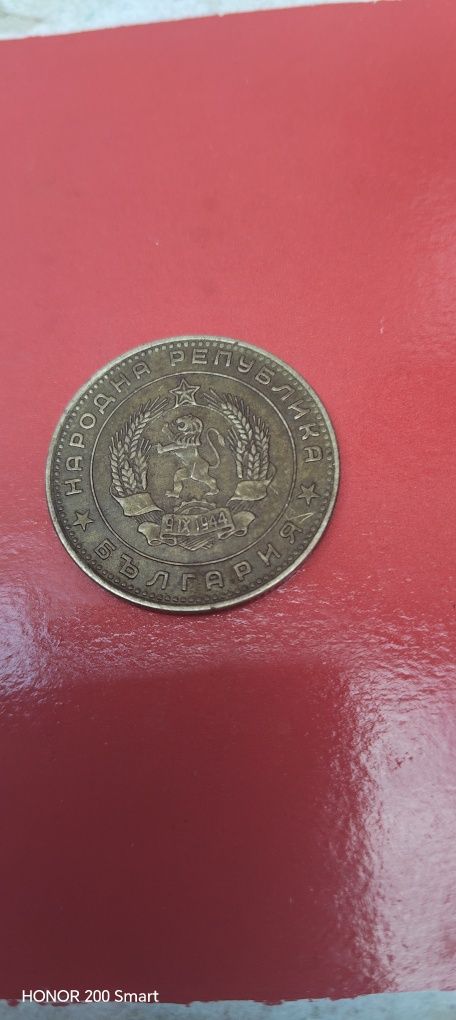 НАРОДНА РЕПУБЛИКА
БЪЛГАРИЯ
9 IX 1944
HONOR 200 Smart